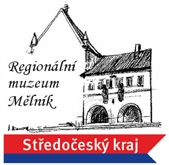 Regionální
muzeum
Mělník
Středočeský kraj